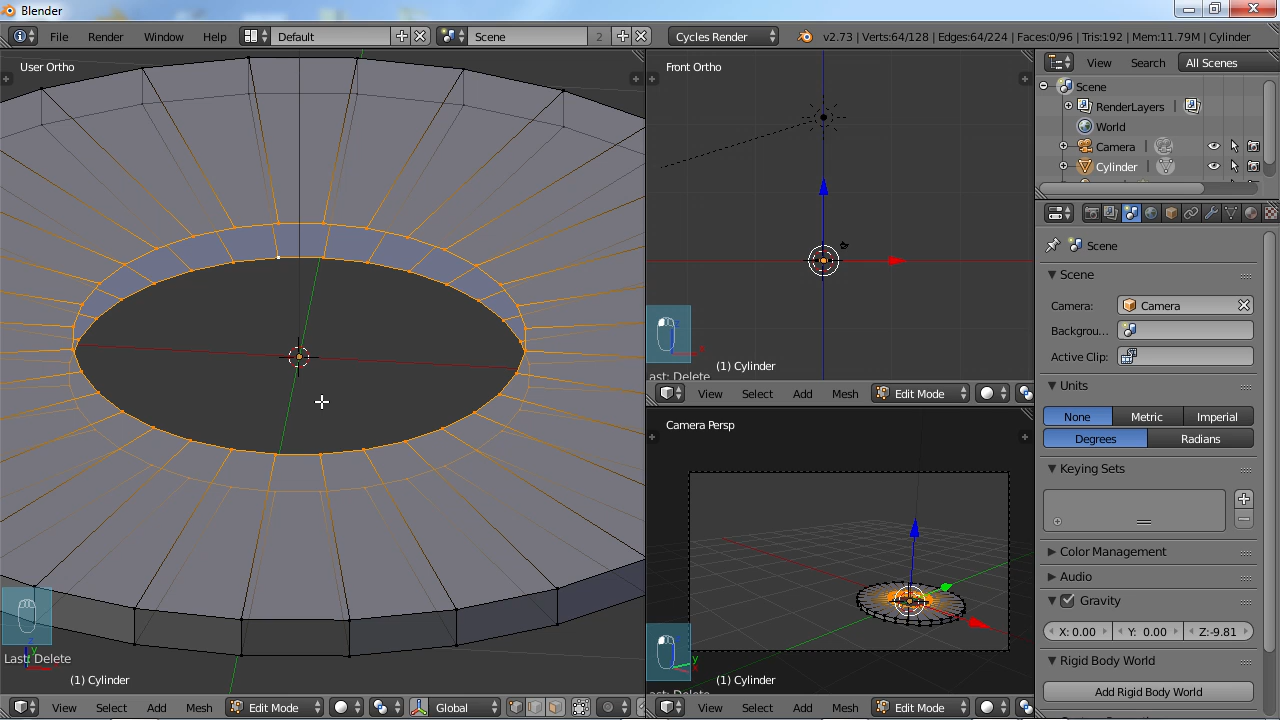 Blender
File Render Window Help Default Scene 2 Cycles Render v2.73 | Verts:64/128 | Edges:64/224 | Faces:0/96 | Tris:192 | Mem:11.79M | Cylinder
User Ortho
Last: Delete
(1) Cylinder
View Select Add Mesh Edit Mode Global
Front Ortho
ast: Delete
(1) Cylinder
View Select Add Mesh Edit Mode
Camera Persp
(1) Cylinder
ast: Delete
View Select Add Mesh Edit Mode
View Search All Scenes
Scene
RenderLayers
World
Camera
Cylinder
Scene
Scene
Camera: Camera
Backgrou...
Active Clip:
Units
None Metric Imperial
Degrees Radians
Keying Sets
Color Management
Audio
Gravity
X: 0.00 Y: 0.00 Z:-9.81
Rigid Body World
Add Rigid Body World